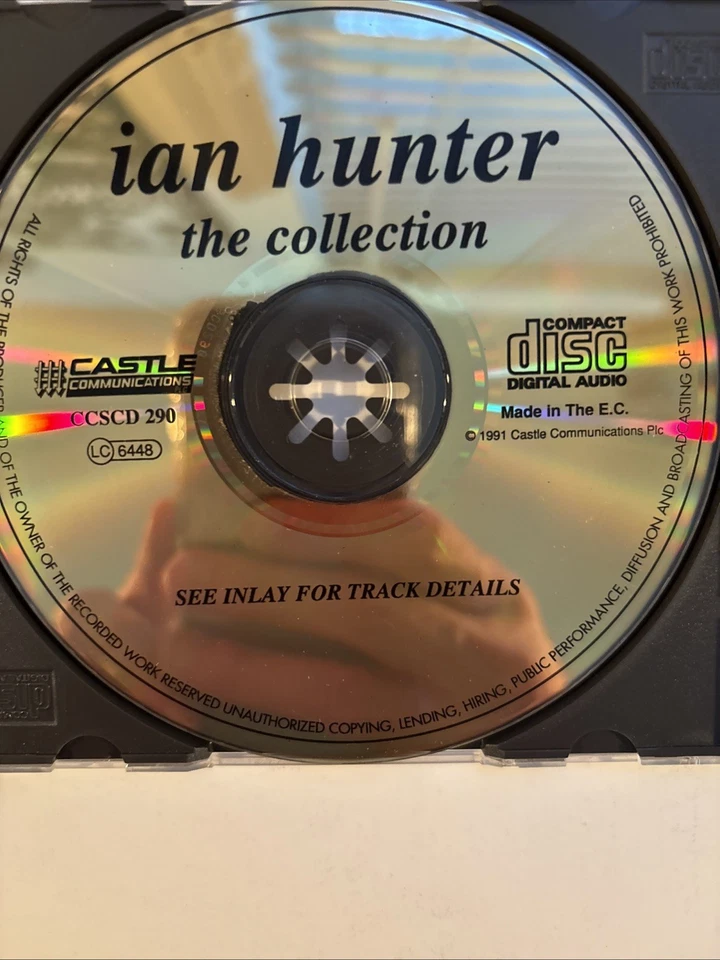 ian hunter
the collection
CASTLE
COMMUNICATIONS
CCSCD 290
LC 6448
COMPACT
disc
DIGITAL AUDIO
Made in The E.C.
© 1991 Castle Communications Plc
SEE INLAY FOR TRACK DETAILS
ALL RIGHTS OF THE PRODUCER AND OF THE OWNER OF THE RECORDED WORK RESERVED UNAUTHORIZED COPYING, LENDING, HIRING, PUBLIC PERFORMANCE, DIFFUSION AND BROADCASTING OF THIS WORK PROHIBITED
disc